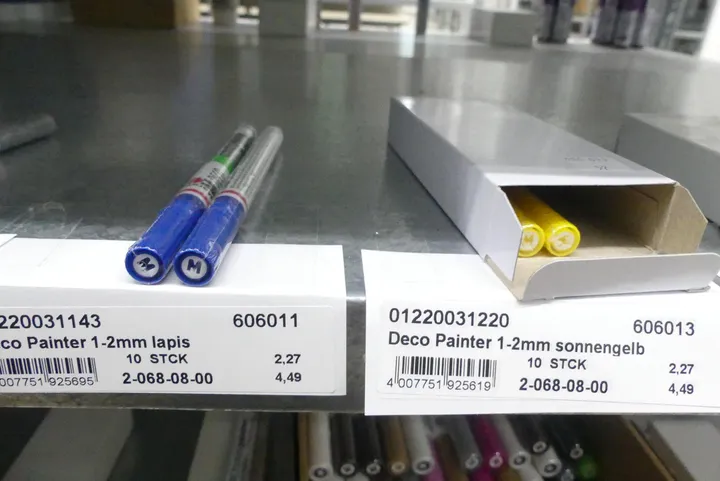 M
M
220031143
606011
co Painter 1-2mm lapis
10 STCK
2,27
007751 925695
2-068-08-00
4,49
01220031220
606013
Deco Painter 1-2mm sonnengelb
10 STCK
2,27
4 007751 925619
2-068-08-00
4,49